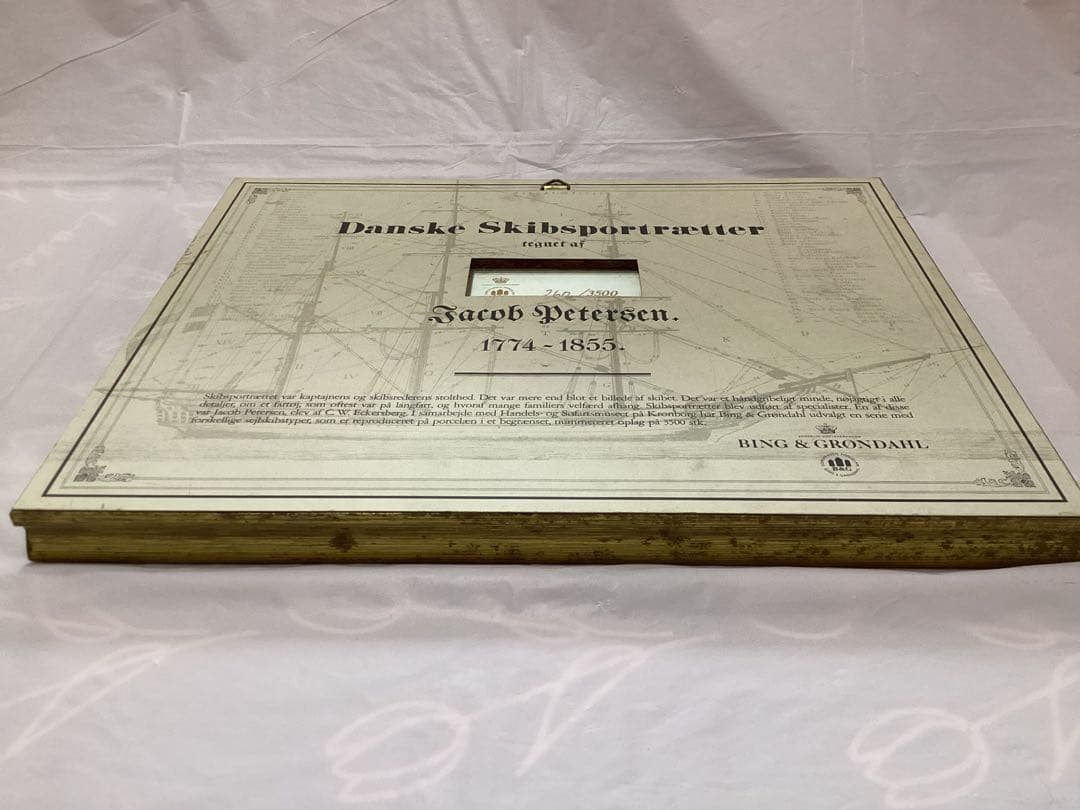 Danske Skibsportrætter
tegnet af
/3500
Jacob Petersen.
1774 - 1855.
Skibsportrættet var kaptajnens og skibsrederens stolthed. Det var mere end blot et billede af skibet. Det var et håndgribeligt minde, nøjagtigt i alle
detaljer, om et fartøj, som oftest var på langfart, og hvoraf mange familiers velfærd afhang. Skibsportrætter blev udført af specialister. En af disse
var Jacob Petersen, elev af C. W. Eckersberg. I samarbejde med Handels- og Søfartsmuseet på Kronborg har Bing & Grøndahl udvalgt en serie med
forskellige sejlskibstyper, som er reproduceret på porcelæn i et begrænset, nummereret oplag på 3500 stk.
BING & GRØNDAHL
B&G